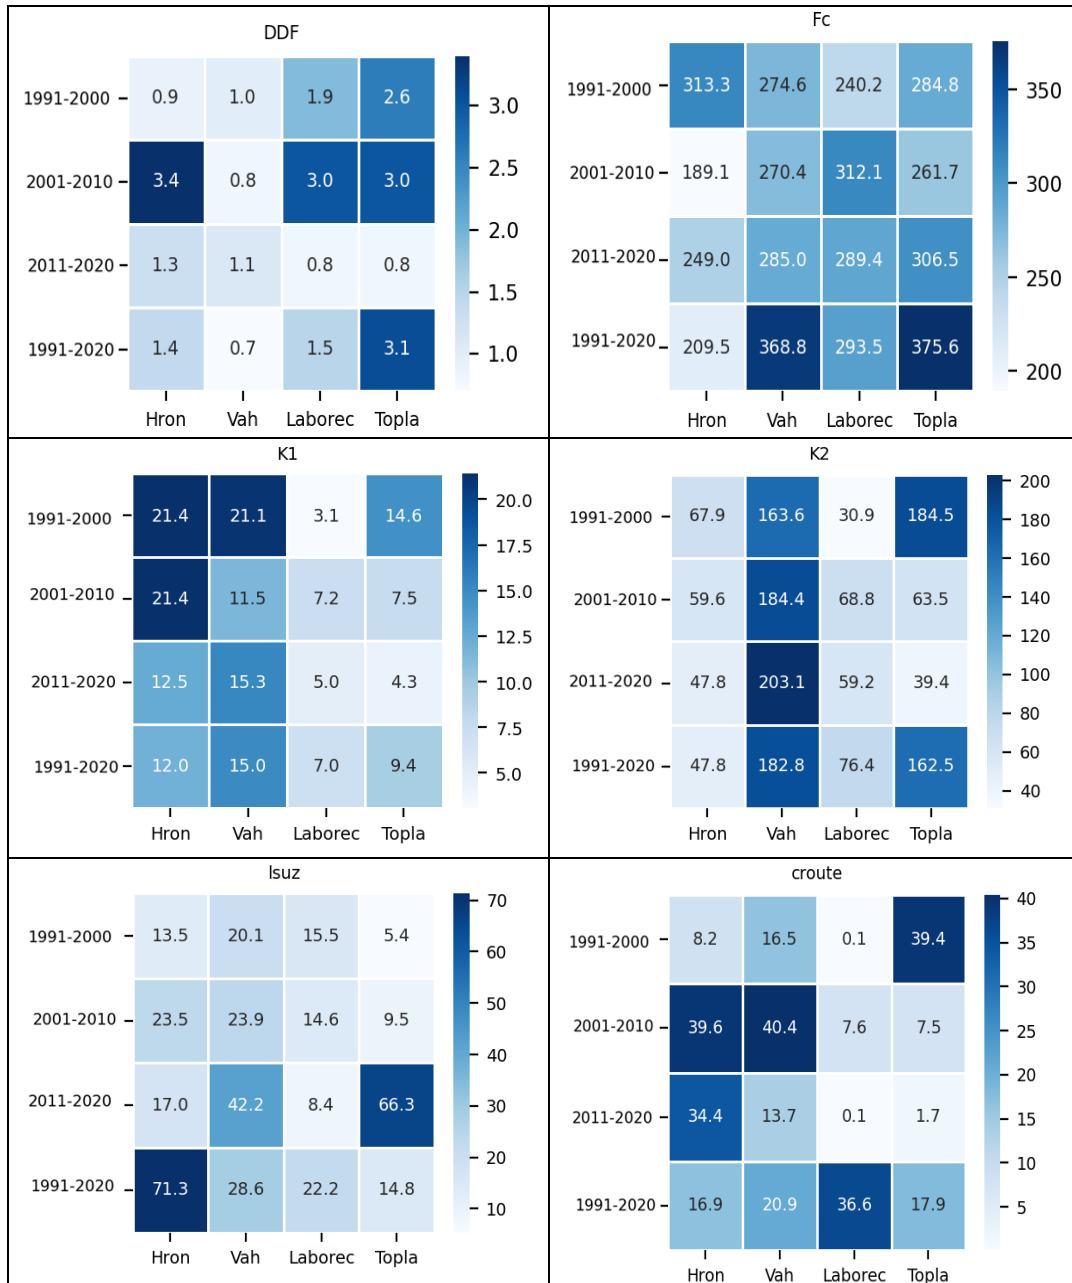 DDF
1991-2000 0.9 1.0 1.9 2.6
2001-2010 3.4 0.8 3.0 3.0
2011-2020 1.3 1.1 0.8 0.8
1991-2020 1.4 0.7 1.5 3.1
Hron Vah Laborec Topla
3.0
2.5
2.0
1.5
1.0
Fc
1991-2000 313.3 274.6 240.2 284.8
2001-2010 189.1 270.4 312.1 261.7
2011-2020 249.0 285.0 289.4 306.5
1991-2020 209.5 368.8 293.5 375.6
Hron Vah Laborec Topla
350
300
250
200
K1
1991-2000 21.4 21.1 3.1 14.6
2001-2010 21.4 11.5 7.2 7.5
2011-2020 12.5 15.3 5.0 4.3
1991-2020 12.0 15.0 7.0 9.4
Hron Vah Laborec Topla
20.0
17.5
15.0
12.5
10.0
7.5
5.0
K2
1991-2000 67.9 163.6 30.9 184.5
2001-2010 59.6 184.4 68.8 63.5
2011-2020 47.8 203.1 59.2 39.4
1991-2020 47.8 182.8 76.4 162.5
Hron Vah Laborec Topla
200
180
160
140
120
100
80
60
40
lsuz
1991-2000 13.5 20.1 15.5 5.4
2001-2010 23.5 23.9 14.6 9.5
2011-2020 17.0 42.2 8.4 66.3
1991-2020 71.3 28.6 22.2 14.8
Hron Vah Laborec Topla
70
60
50
40
30
20
10
croute
1991-2000 8.2 16.5 0.1 39.4
2001-2010 39.6 40.4 7.6 7.5
2011-2020 34.4 13.7 0.1 1.7
1991-2020 16.9 20.9 36.6 17.9
Hron Vah Laborec Topla
40
35
30
25
20
15
10
5